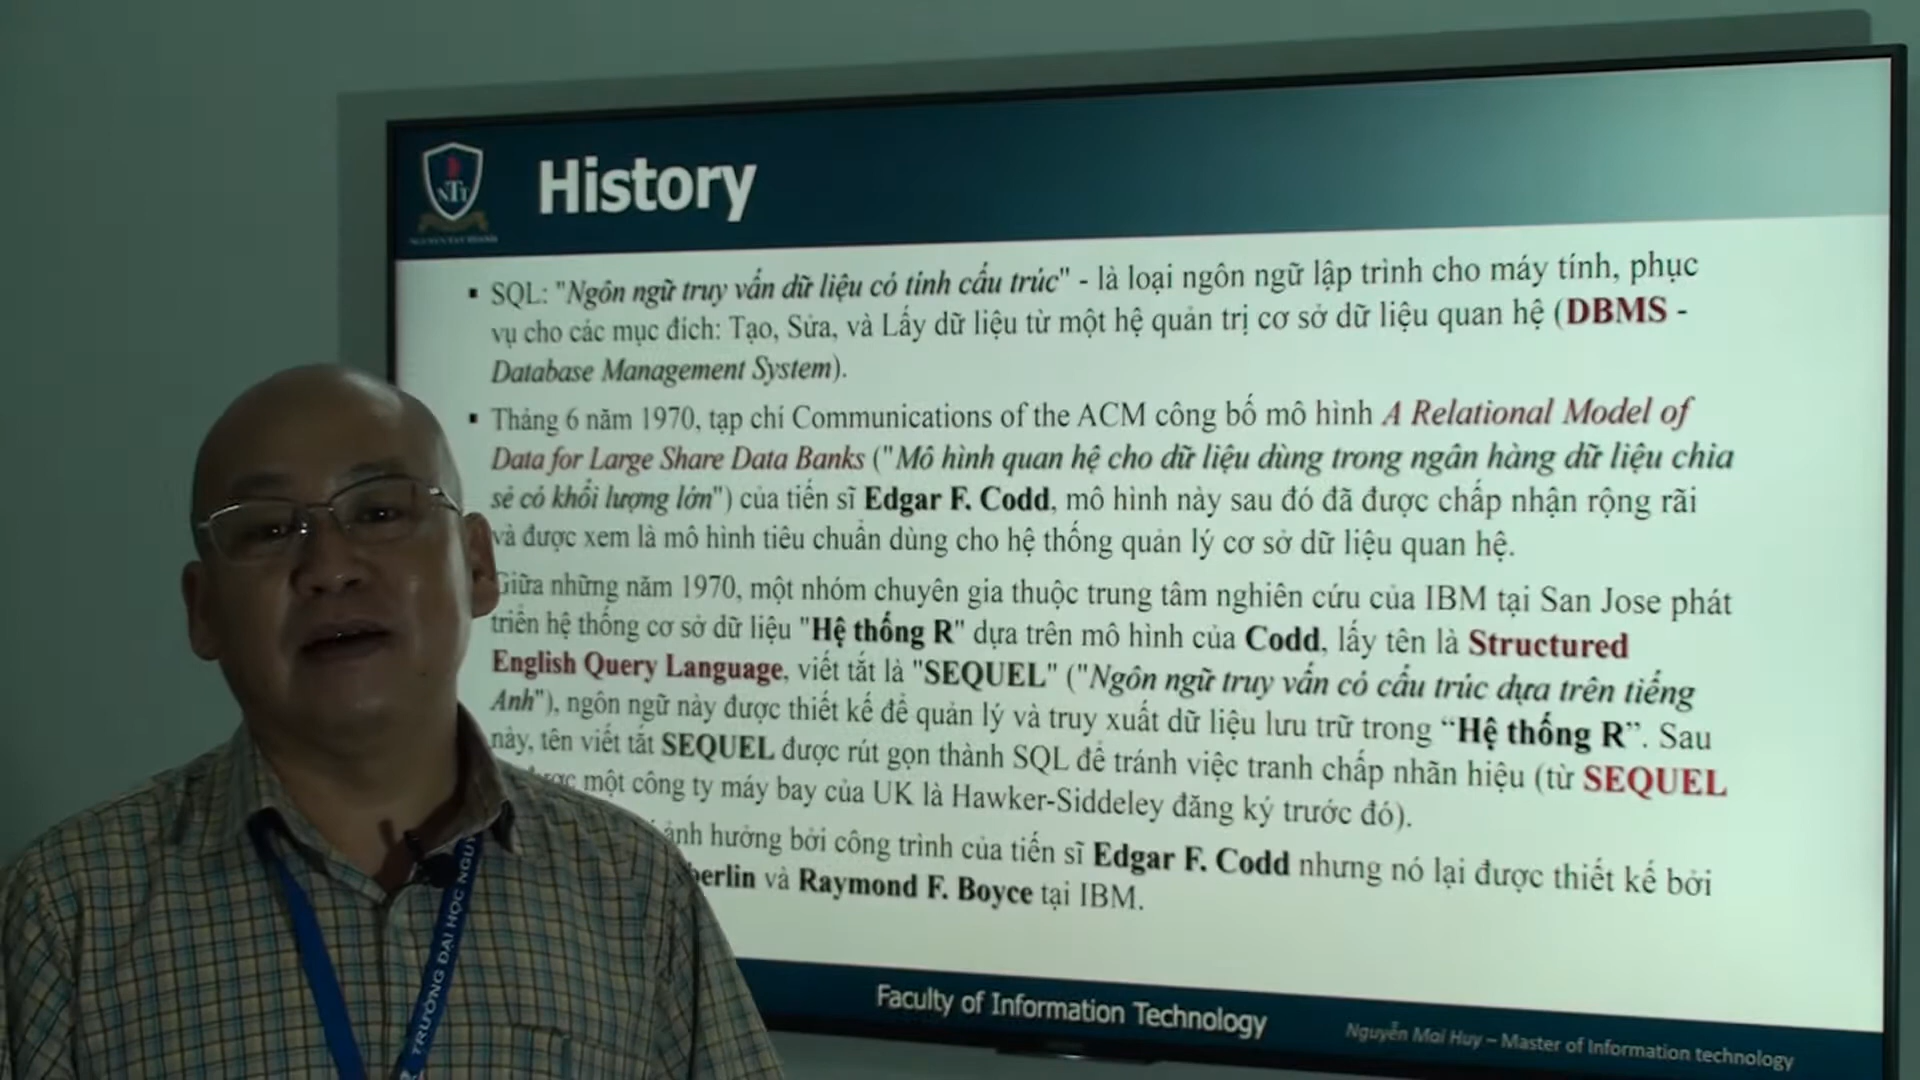 NTT
NGUYEN TAT THANH
History
▪ SQL: "Ngôn ngữ truy vấn dữ liệu có tính cấu trúc" - là loại ngôn ngữ lập trình cho máy tính, phục
vụ cho các mục đích: Tạo, Sửa, và Lấy dữ liệu từ một hệ quản trị cơ sở dữ liệu quan hệ (DBMS -
Database Management System).
▪ Tháng 6 năm 1970, tạp chí Communications of the ACM công bố mô hình A Relational Model of
Data for Large Share Data Banks ("Mô hình quan hệ cho dữ liệu dùng trong ngân hàng dữ liệu chia
sẻ có khối lượng lớn") của tiến sĩ Edgar F. Codd, mô hình này sau đó đã được chấp nhận rộng rãi
và được xem là mô hình tiêu chuẩn dùng cho hệ thống quản lý cơ sở dữ liệu quan hệ.
Giữa những năm 1970, một nhóm chuyên gia thuộc trung tâm nghiên cứu của IBM tại San Jose phát
triển hệ thống cơ sở dữ liệu "Hệ thống R" dựa trên mô hình của Codd, lấy tên là Structured
English Query Language, viết tắt là "SEQUEL" ("Ngôn ngữ truy vấn có cấu trúc dựa trên tiếng
Anh"), ngôn ngữ này được thiết kế để quản lý và truy xuất dữ liệu lưu trữ trong “Hệ thống R”. Sau
này, tên viết tắt SEQUEL được rút gọn thành SQL để tránh việc tranh chấp nhãn hiệu (từ SEQUEL
một công ty máy bay của UK là Hawker-Siddeley đăng ký trước đó).
ảnh hưởng bởi công trình của tiến sĩ Edgar F. Codd nhưng nó lại được thiết kế bởi
berlin và Raymond F. Boyce tại IBM.
TRƯỜNG ĐẠI HỌC NGUY
Faculty of Information Technology
Nguyễn Mai Huy – Master of Information technology